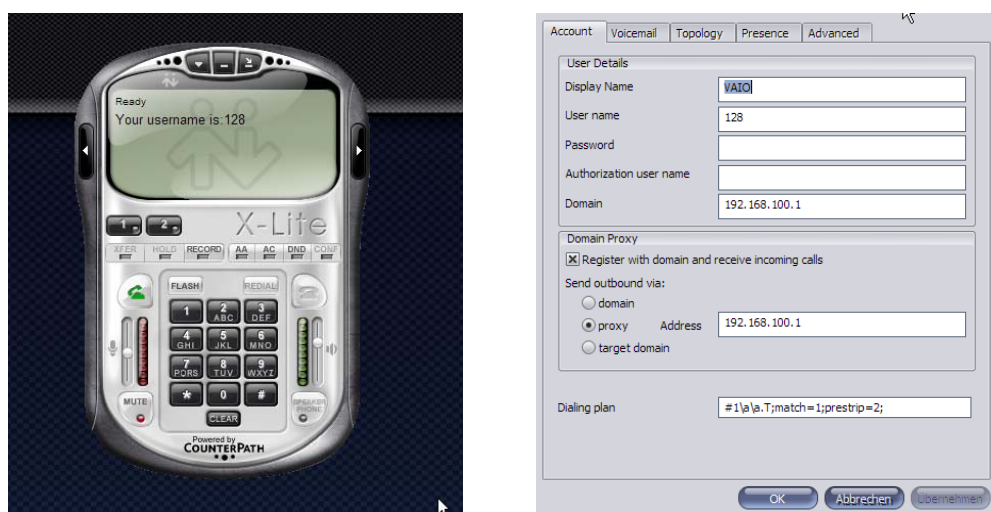 Ready
Your username is:128
1 2
X-Lite
XFER HOLD RECORD AA AC DND CONF
FLASH REDIAL
1 2 ABC 3 DEF
4 GHI 5 JKL 6 MNO
7 PQRS 8 TUV 9 WXYZ
* 0 #
MUTE
CLEAR
SPEAKER PHONE
Powered by
COUNTERPATH
Account Voicemail Topology Presence Advanced
User Details
Display Name VAIO
User name 128
Password
Authorization user name
Domain 192.168.100.1
Domain Proxy
Register with domain and receive incoming calls
Send outbound via:
domain
proxy Address 192.168.100.1
target domain
Dialing plan #1\a\a.T;match=1;prestrip=2;
OK Abbrechen Übernehmen